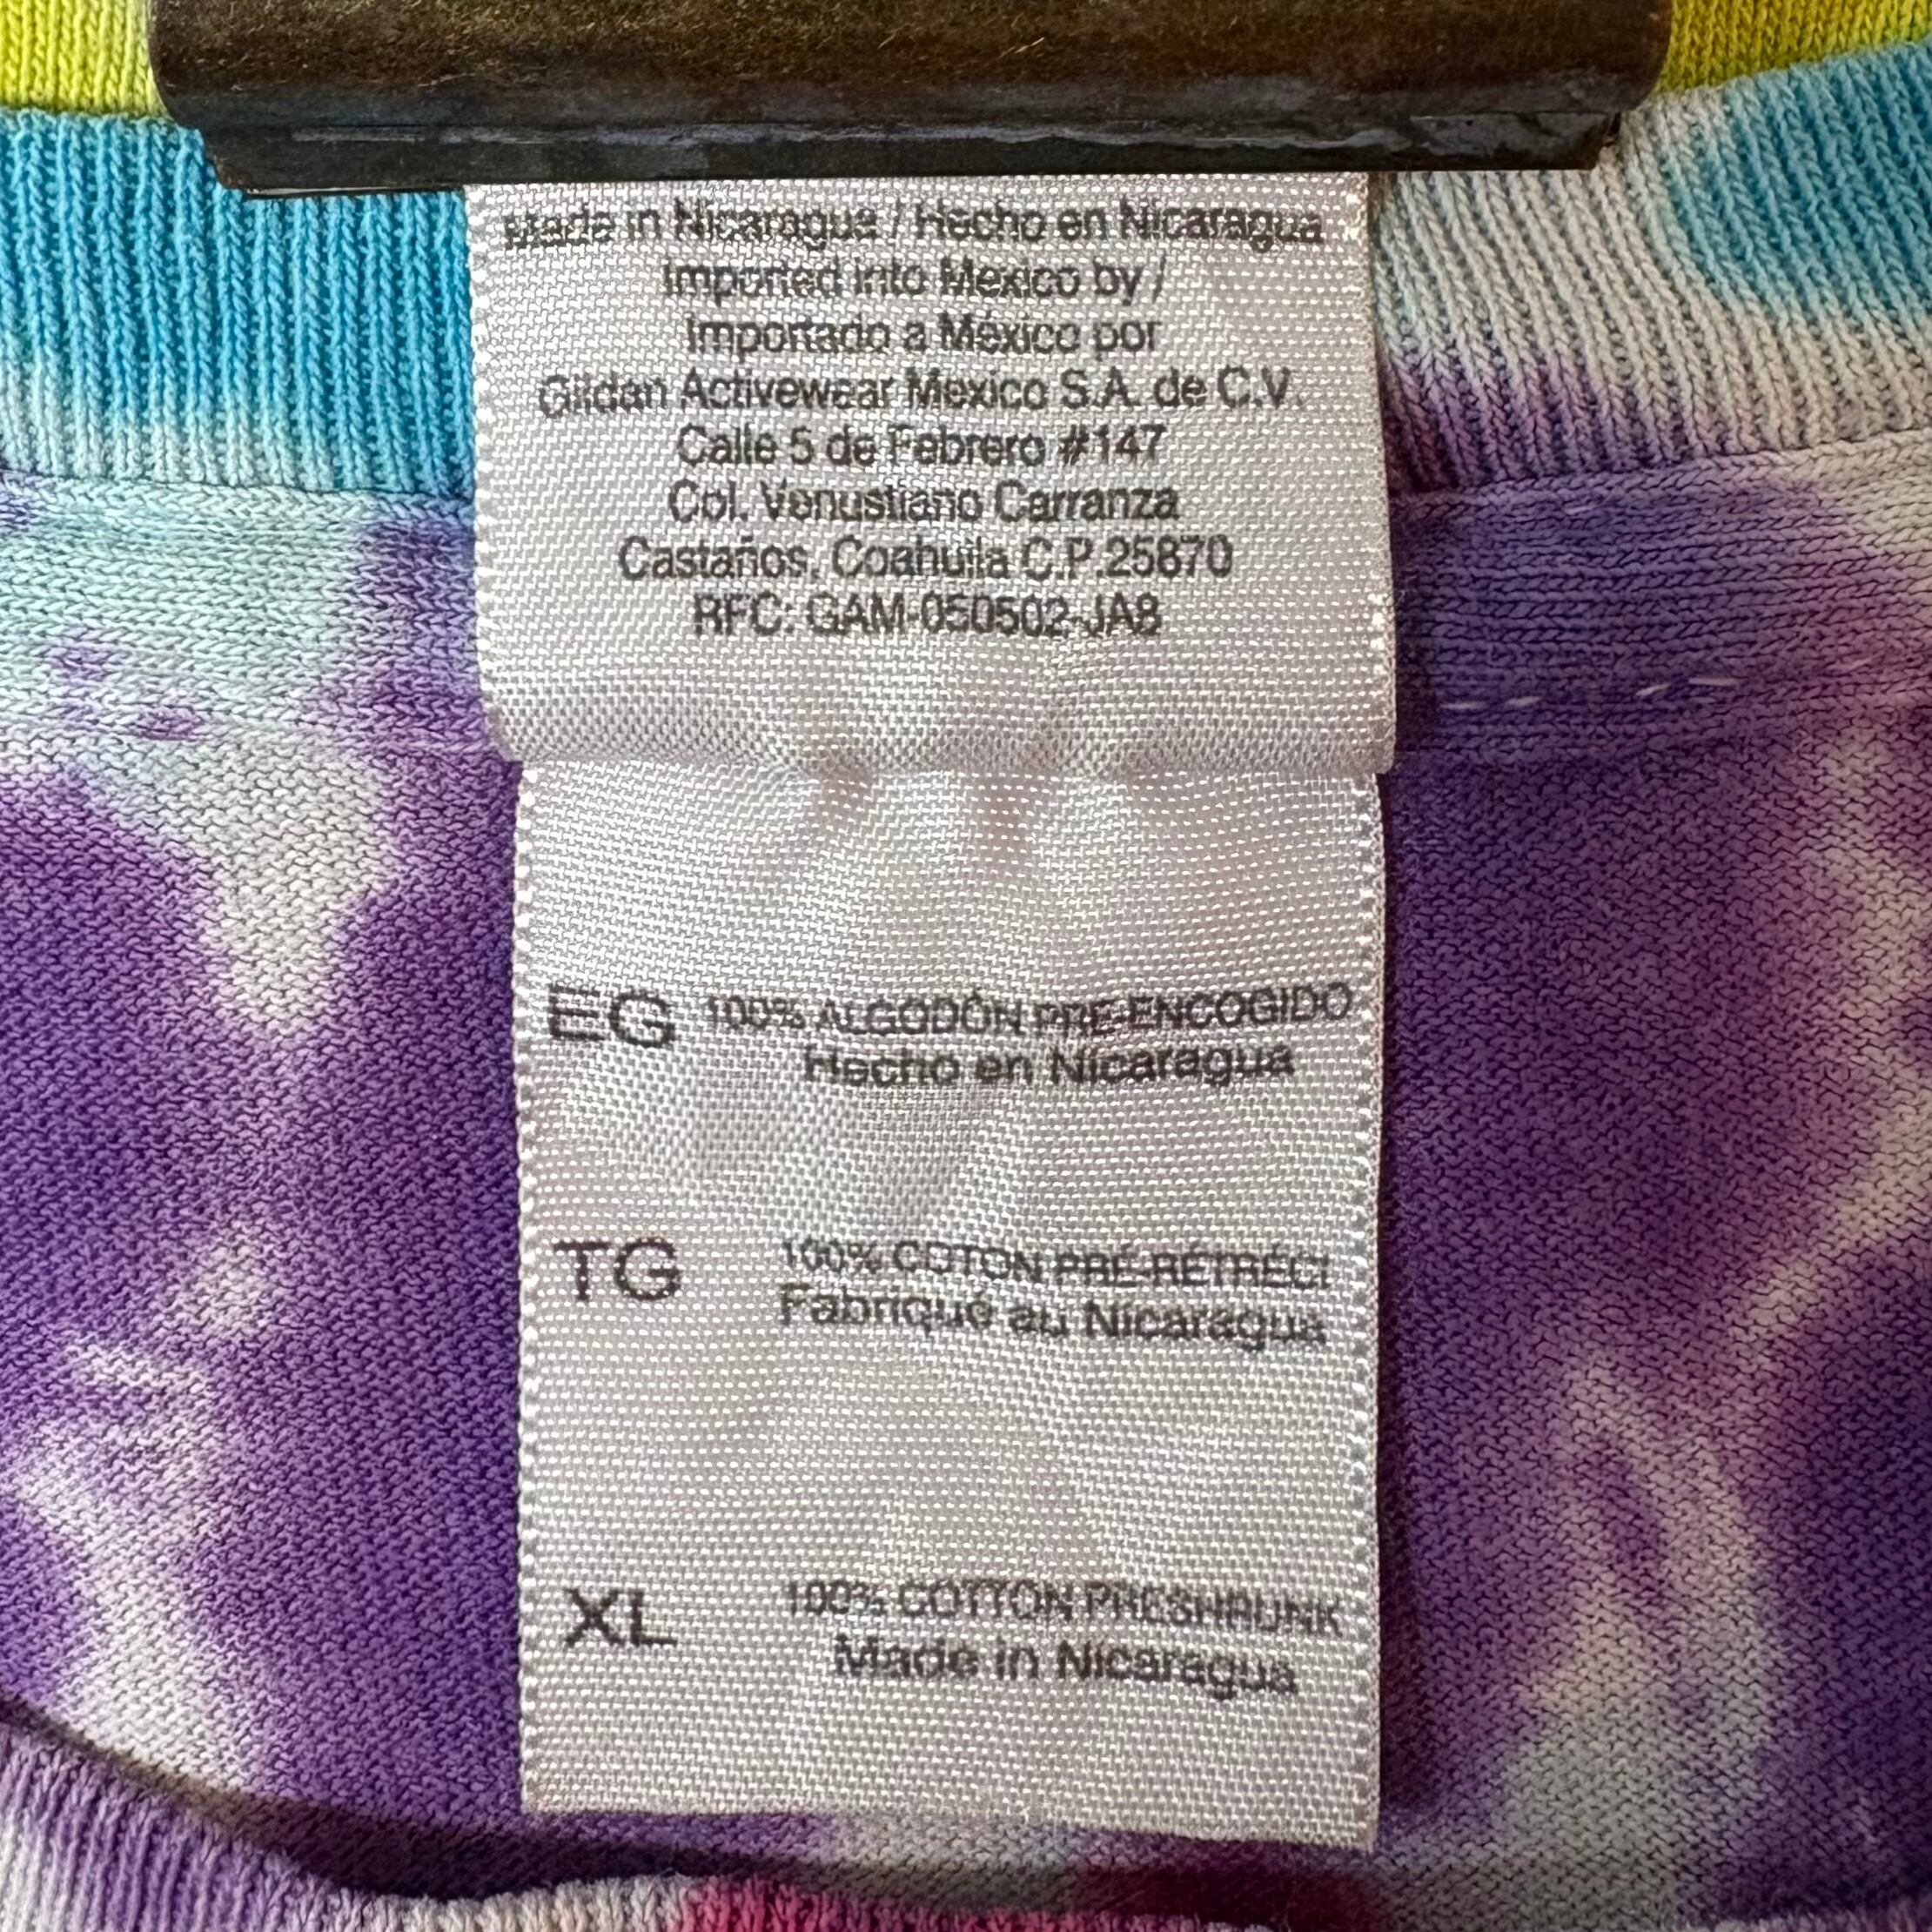 Made in Nicaragua / Hecho en Nicaragua
Imported into Mexico by /
Importado a México por
Gildan Activewear Mexico S.A. de C.V.
Calle 5 de Febrero #147
Col. Venustiano Carranza
Castaños, Coahuila C.P.25870
RFC: GAM-050502-JA8
EG 100% ALGODÓN PRE-ENCOGIDO
Hecho en Nicaragua
TG 100% COTON PRÉ-RÉTRÉCI
Fabriqué au Nicaragua
XL 100% COTTON PRESHRUNK
Made in Nicaragua